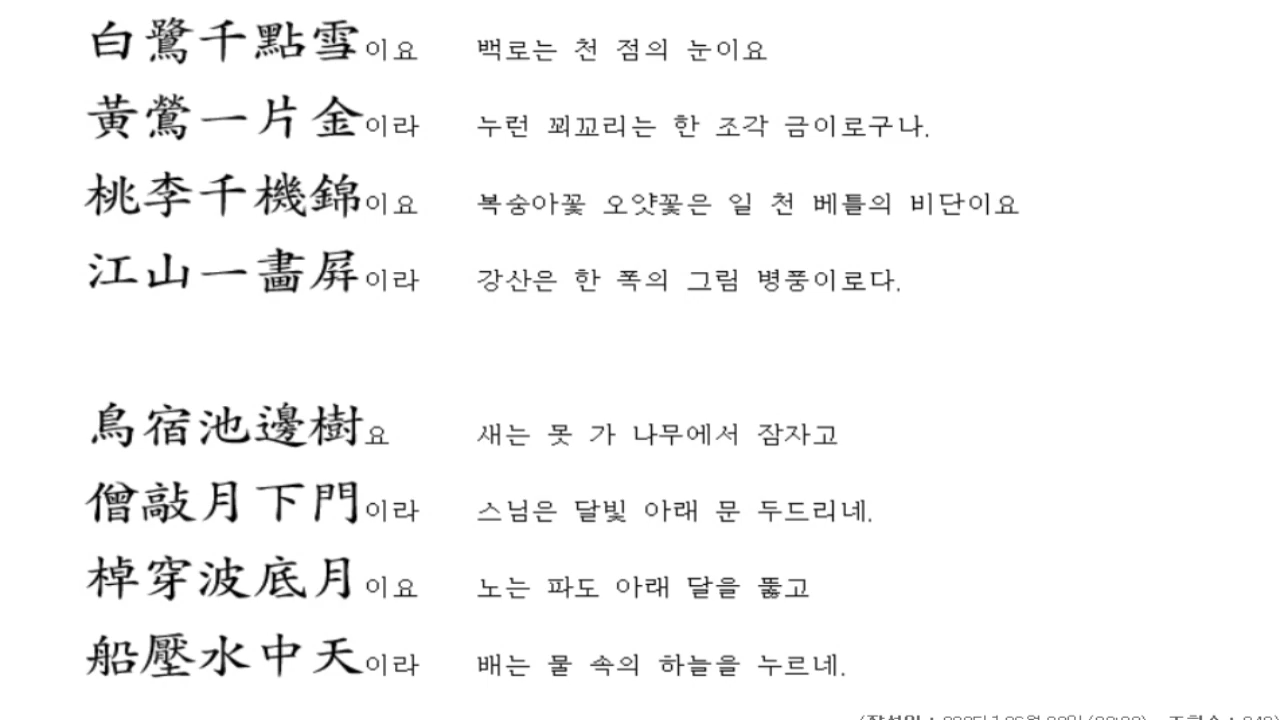 白鷺千點雪이요 백로는 천 점의 눈이요
黃鶯一片金이라 누런 꾀꼬리는 한 조각 금이로구나.
桃李千機錦이요 복숭아꽃 오얏꽃은 일 천 베틀의 비단이요
江山一畵屛이라 강산은 한 폭의 그림 병풍이로다.
鳥宿池邊樹요 새는 못 가 나무에서 잠자고
僧敲月下門이라 스님은 달빛 아래 문 두드리네.
棹穿波底月이요 노는 파도 아래 달을 뚫고
船壓水中天이라 배는 물 속의 하늘을 누르네.